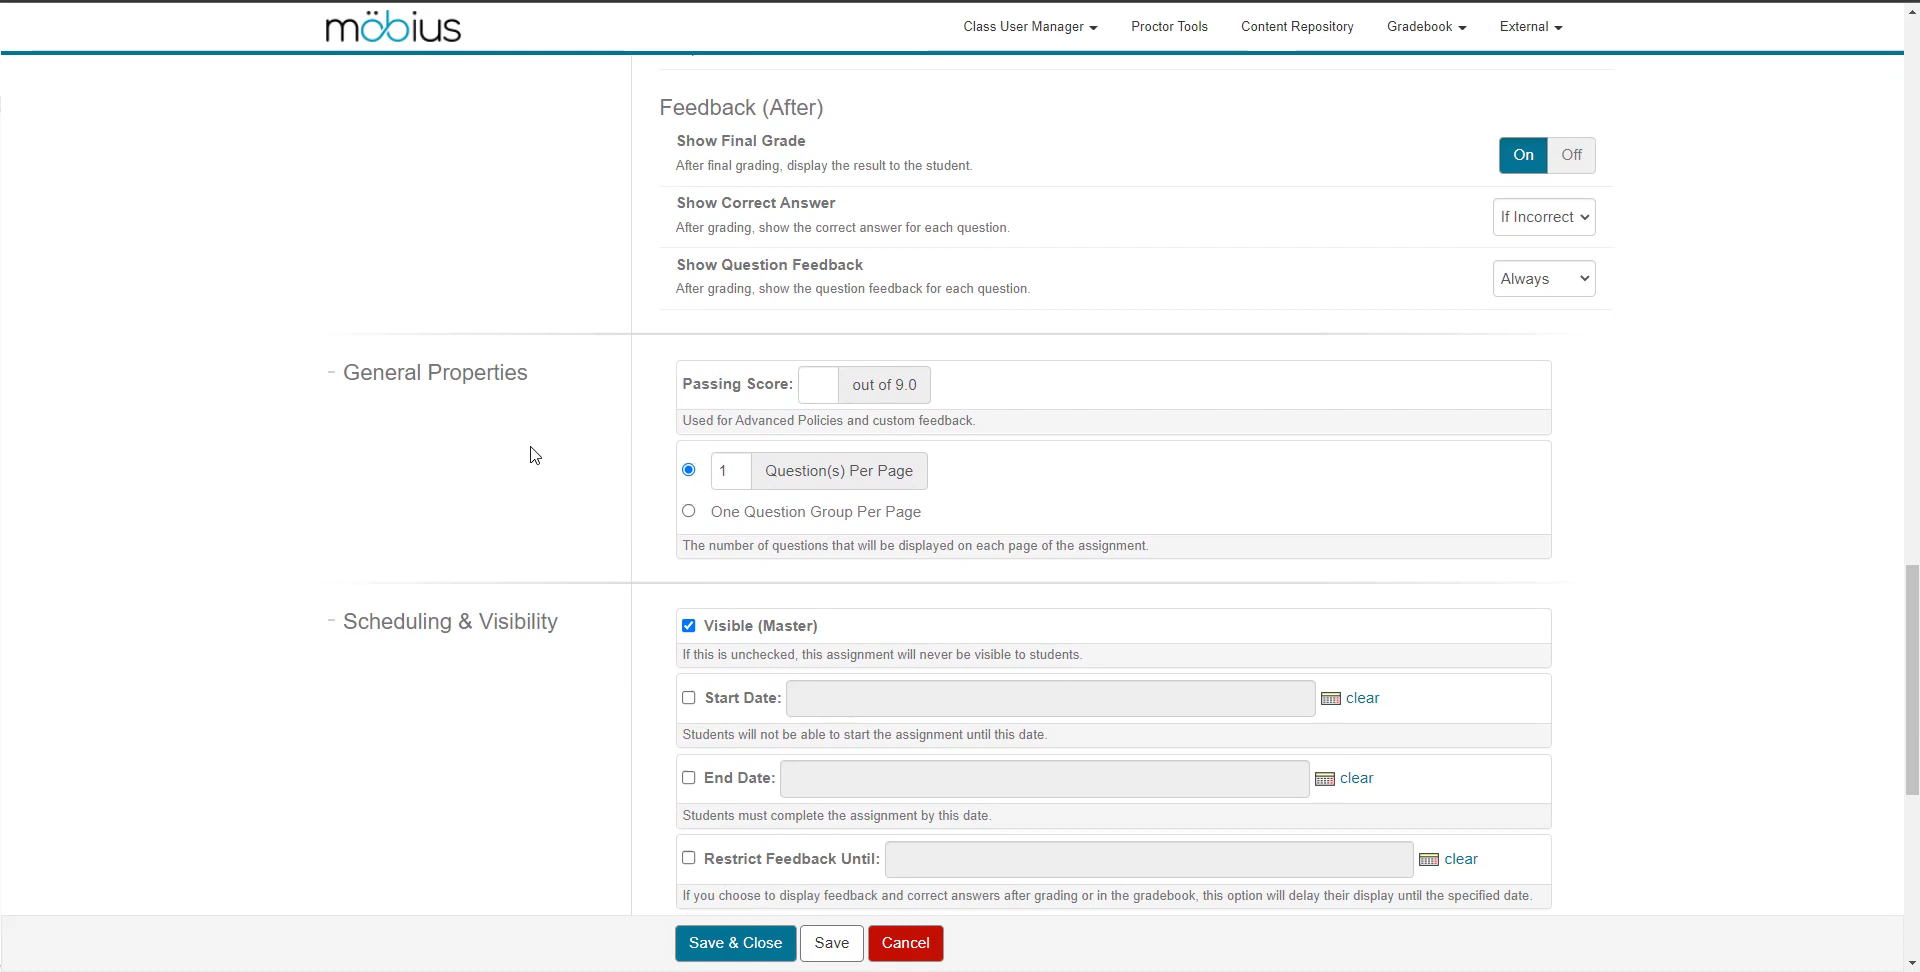 möbius
Class User Manager
Proctor Tools
Content Repository
Gradebook
External
Feedback (After)
Show Final Grade
After final grading, display the result to the student.
On
Off
Show Correct Answer
After grading, show the correct answer for each question.
If Incorrect
Show Question Feedback
After grading, show the question feedback for each question.
Always
- General Properties
Passing Score:
out of 9.0
Used for Advanced Policies and custom feedback.
1 Question(s) Per Page
One Question Group Per Page
The number of questions that will be displayed on each page of the assignment.
- Scheduling & Visibility
Visible (Master)
If this is unchecked, this assignment will never be visible to students.
Start Date:
clear
Students will not be able to start the assignment until this date.
End Date:
clear
Students must complete the assignment by this date.
Restrict Feedback Until:
clear
If you choose to display feedback and correct answers after grading or in the gradebook, this option will delay their display until the specified date.
Save & Close
Save
Cancel